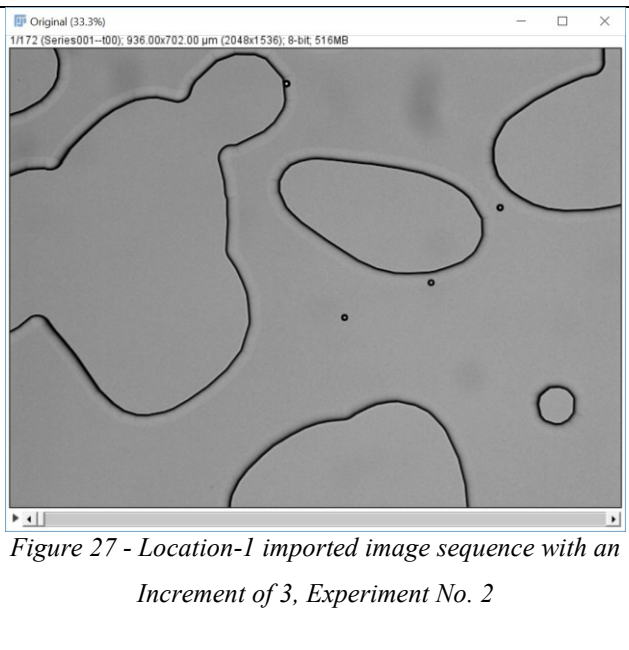 Original (33.3%)
1/172 (Series001--t00); 936.00x702.00 µm (2048x1536); 8-bit; 516MB
Figure 27 - Location-1 imported image sequence with an
Increment of 3, Experiment No. 2